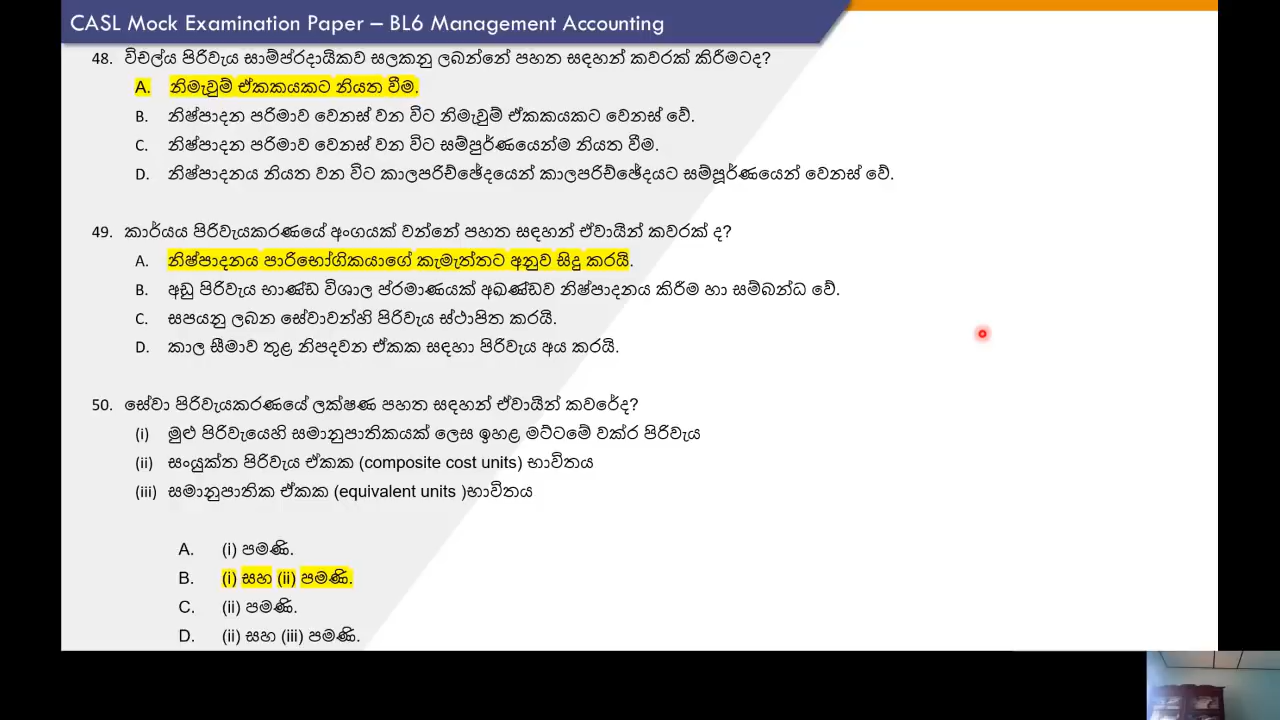 CASL Mock Examination Paper – BL6 Management Accounting
48. විචල්ය පිරිවැය සාම්ප්රදායිකව සලකනු ලබන්නේ පහත සඳහන් කවරක් කිරීමටද?
A. නිමැවුම් ඒකකයකට නියත වීම.
B. නිෂ්පාදන පරිමාව වෙනස් වන විට නිමැවුම් ඒකකයකට වෙනස් වේ.
C. නිෂ්පාදන පරිමාව වෙනස් වන විට සම්පුර්ණයෙන්ම නියත වීම.
D. නිෂ්පාදනය නියත වන විට කාලපරිච්ඡේදයෙන් කාලපරිච්ඡේදයට සම්පූර්ණයෙන් වෙනස් වේ.
49. කාර්යය පිරිවැයකරණයේ අංගයක් වන්නේ පහත සඳහන් ඒවායින් කවරක් ද?
A. නිෂ්පාදනය පාරිභෝගිකයාගේ කැමැත්තට අනුව සිදු කරයි.
B. අඩු පිරිවැය භාණ්ඩ විශාල ප්රමාණයක් අඛණ්ඩව නිෂ්පාදනය කිරීම හා සම්බන්ධ වේ.
C. සපයනු ලබන සේවාවන්හි පිරිවැය ස්ථාපිත කරයි.
D. කාල සීමාව තුළ නිපදවන ඒකක සඳහා පිරිවැය අය කරයි.
50. සේවා පිරිවැයකරණයේ ලක්ෂණ පහත සඳහන් ඒවායින් කවරේද?
(i) මුළු පිරිවැයෙහි සමානුපාතිකයක් ලෙස ඉහළ මට්ටමේ වක්ර පිරිවැය
(ii) සංයුක්ත පිරිවැය ඒකක (composite cost units) භාවිතය
(iii) සමානුපාතික ඒකක (equivalent units )භාවිතය
A. (i) පමණි.
B. (i) සහ (ii) පමණි.
C. (ii) පමණි.
D. (ii) සහ (iii) පමණි.